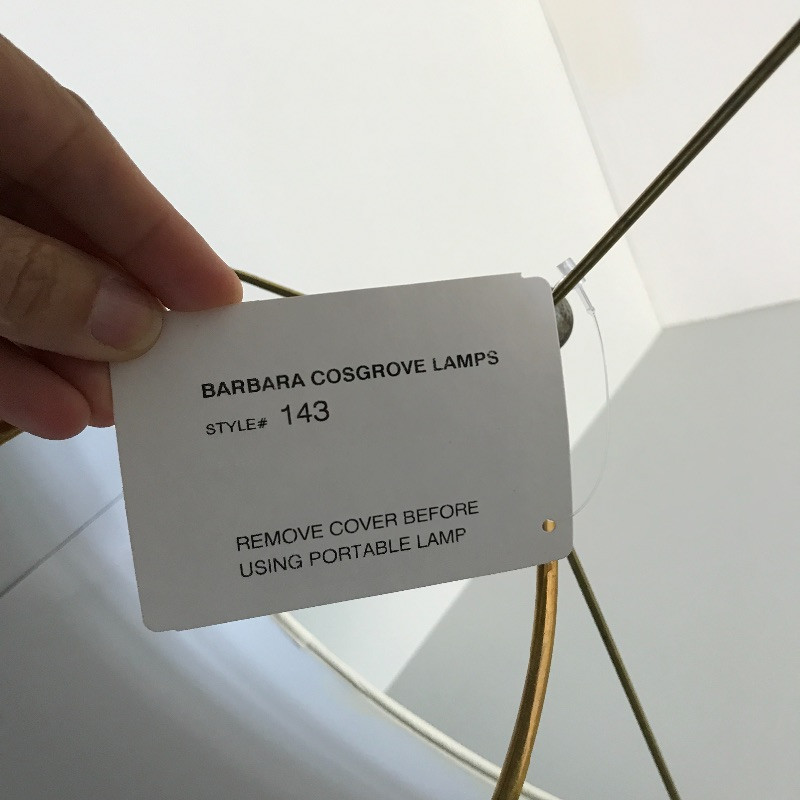 BARBARA COSGROVE LAMPS
STYLE# 143
REMOVE COVER BEFORE
USING PORTABLE LAMP